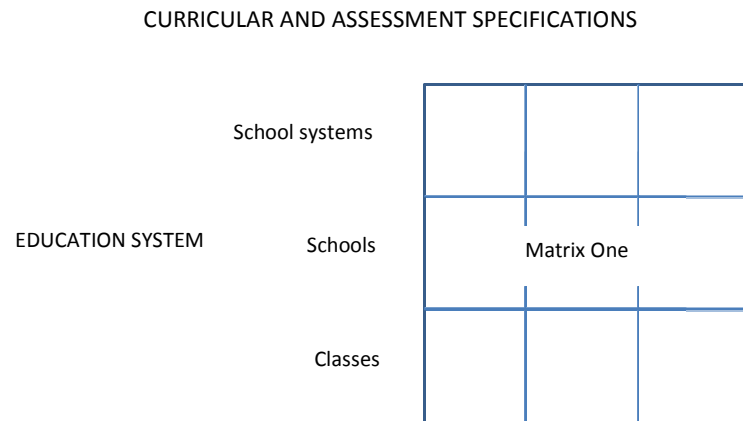 CURRICULAR AND ASSESSMENT SPECIFICATIONS
School systems
EDUCATION SYSTEM
Schools
Matrix One
Classes